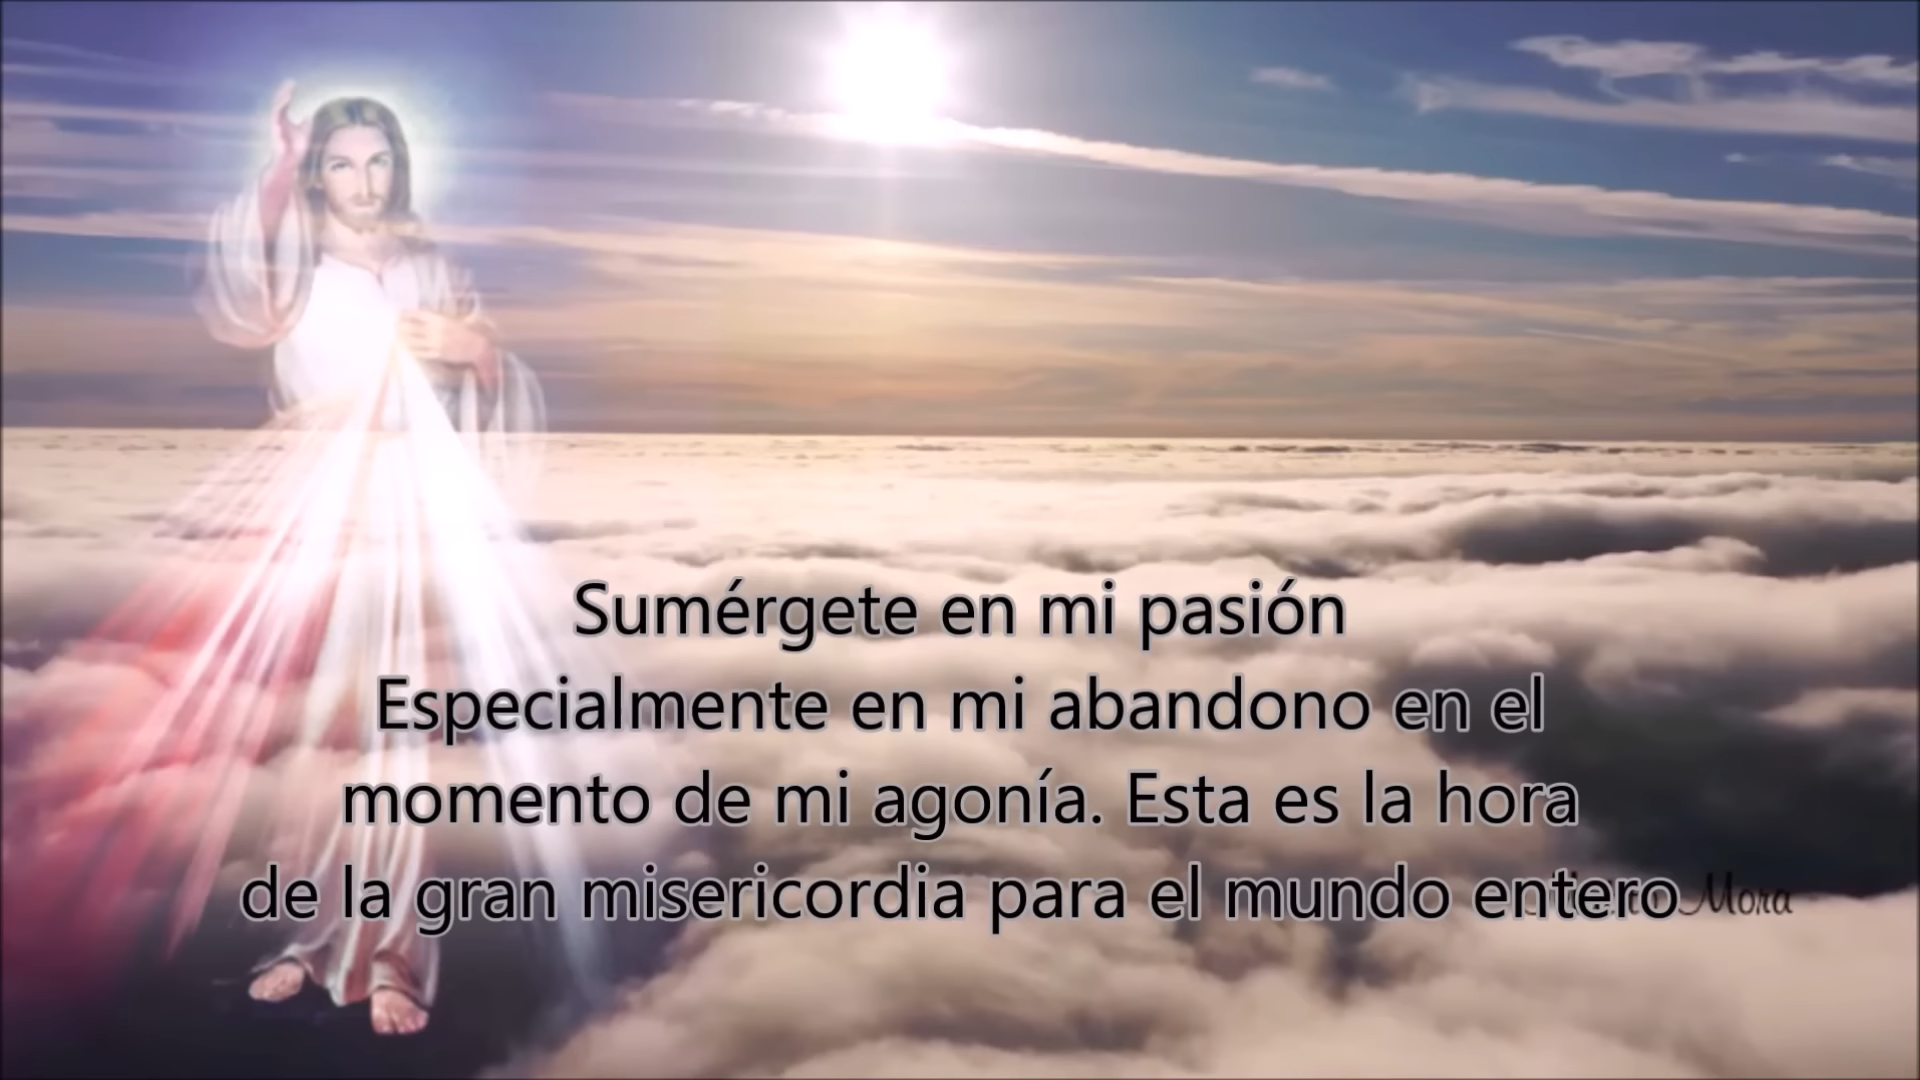 Sumérgete en mi pasión
Especialmente en mi abandono en el
momento de mi agonía. Esta es la hora
de la gran misericordia para el mundo entero
Mora